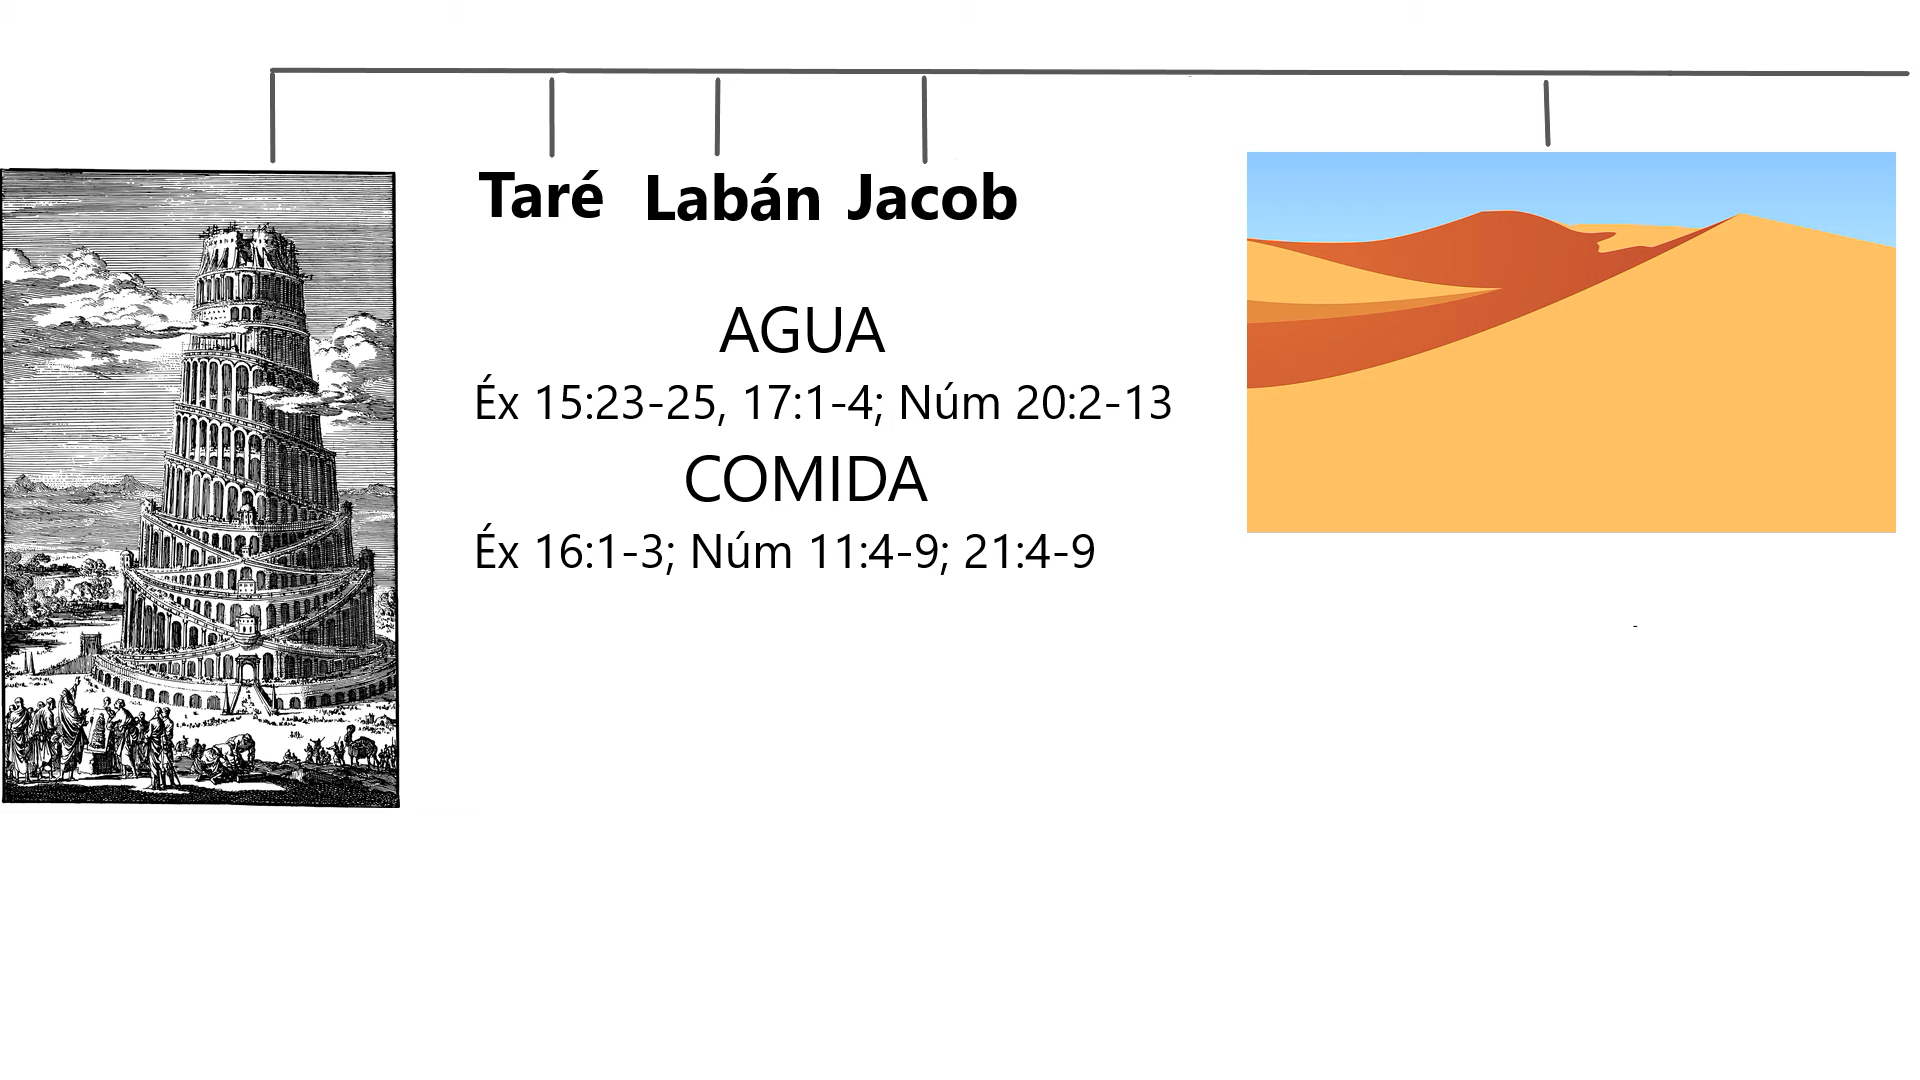 Taré Labán Jacob
AGUA
Éx 15:23-25, 17:1-4; Núm 20:2-13
COMIDA
Éx 16:1-3; Núm 11:4-9; 21:4-9